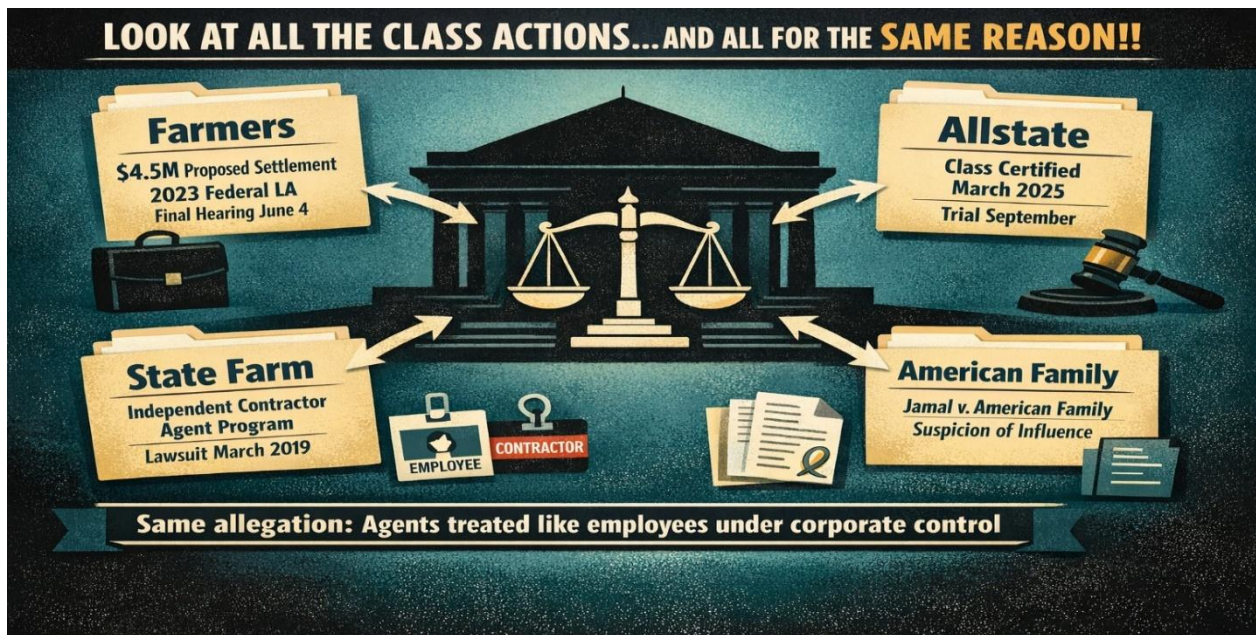 LOOK AT ALL THE CLASS ACTIONS...AND ALL FOR THE SAME REASON!!
Farmers
$4.5M Proposed Settlement
2023 Federal LA
Final Hearing June 4
Allstate
Class Certified
March 2025
Trial September
State Farm
Independent Contractor
Agent Program
Lawsuit March 2019
EMPLOYEE
CONTRACTOR
American Family
Jamal v. American Family
Suspicion of Influence
Same allegation: Agents treated like employees under corporate control